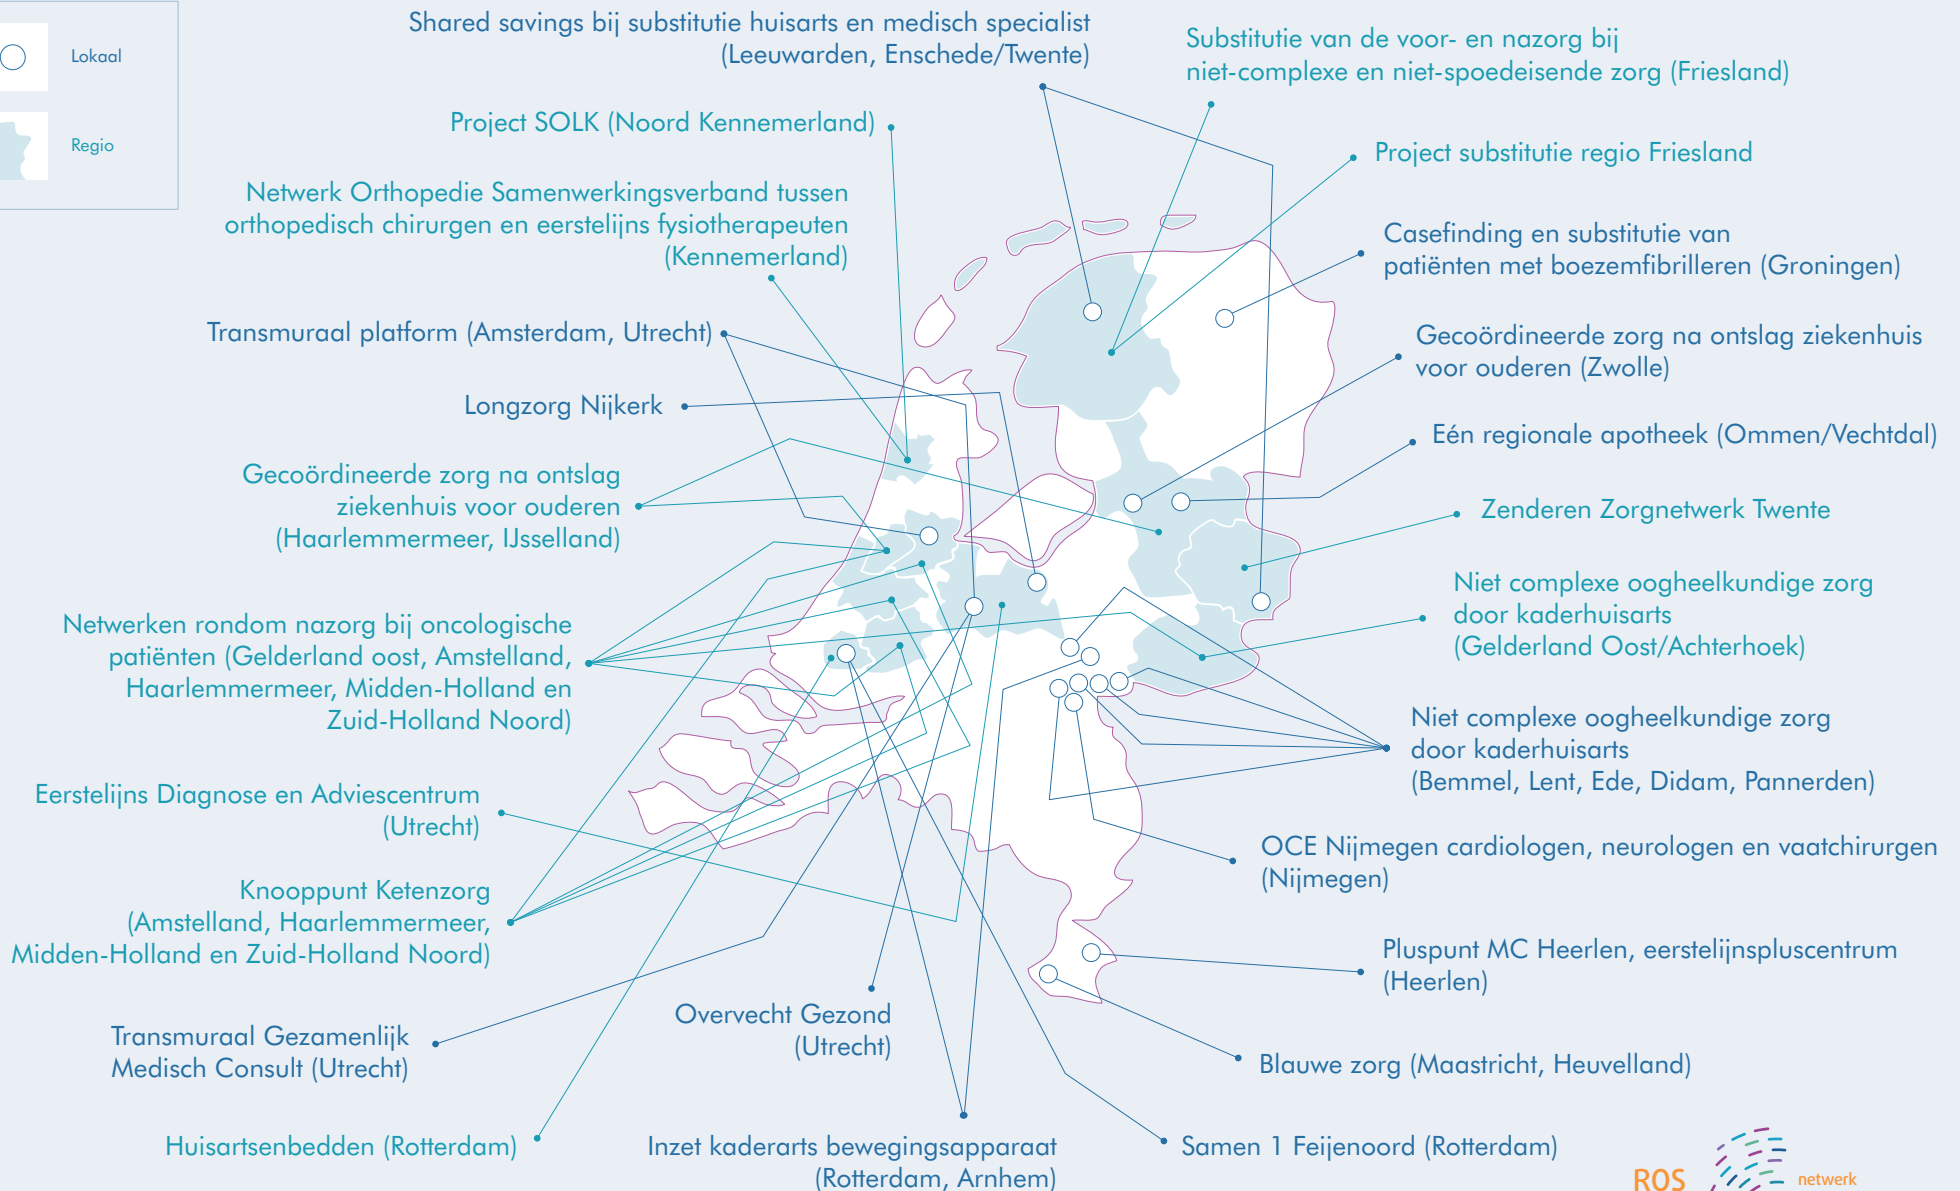 Lokaal
Regio
Shared savings bij substitutie huisarts en medisch specialist
(Leeuwarden, Enschede/Twente)
Substitutie van de voor- en nazorg bij
niet-complexe en niet-spoedeisende zorg (Friesland)
Project SOLK (Noord Kennemerland)
Project substitutie regio Friesland
Netwerk Orthopedie Samenwerkingsverband tussen
orthopedisch chirurgen en eerstelijns fysiotherapeuten
(Kennemerland)
Casefinding en substitutie van
patiënten met boezemfibrilleren (Groningen)
Transmuraal platform (Amsterdam, Utrecht)
Gecoördineerde zorg na ontslag ziekenhuis
voor ouderen (Zwolle)
Longzorg Nijkerk
Eén regionale apotheek (Ommen/Vechtdal)
Gecoördineerde zorg na ontslag
ziekenhuis voor ouderen
(Haarlemmermeer, IJsselland)
Zenderen Zorgnetwerk Twente
Niet complexe oogheelkundige zorg
door kaderhuisarts
(Gelderland Oost/Achterhoek)
Netwerken rondom nazorg bij oncologische
patiënten (Gelderland oost, Amstelland,
Haarlemmermeer, Midden-Holland en
Zuid-Holland Noord)
Niet complexe oogheelkundige zorg
door kaderhuisarts
(Bemmel, Lent, Ede, Didam, Pannerden)
Eerstelijns Diagnose en Adviescentrum
(Utrecht)
OCE Nijmegen cardiologen, neurologen en vaatchirurgen
(Nijmegen)
Knooppunt Ketenzorg
(Amstelland, Haarlemmermeer,
Midden-Holland en Zuid-Holland Noord)
Pluspunt MC Heerlen, eerstelijnspluscentrum
(Heerlen)
Overvecht Gezond
(Utrecht)
Transmuraal Gezamenlijk
Medisch Consult (Utrecht)
Blauwe zorg (Maastricht, Heuvelland)
Huisartsenbedden (Rotterdam)
Inzet kaderarts bewegingsapparaat
(Rotterdam, Arnhem)
Samen 1 Feijenoord (Rotterdam)
ROS netwerk